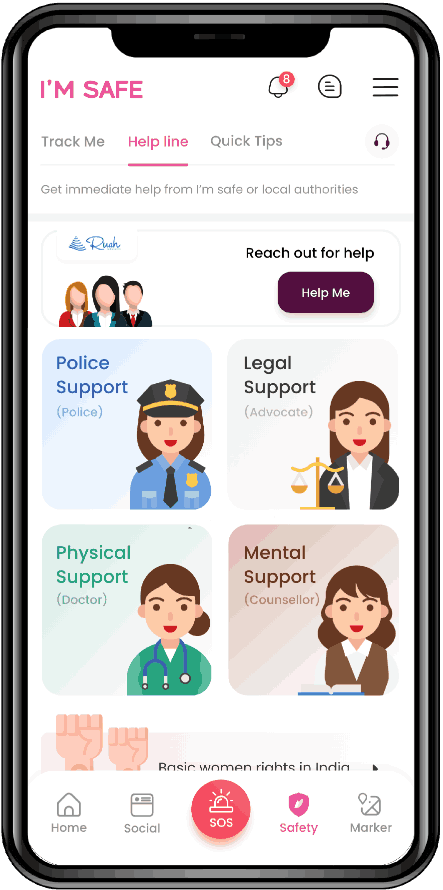 I'M SAFE
8
Track Me
Help line
Quick Tips
Get immediate help from I'm safe or local authorities
Ruah
Reach out for help
Help Me
Police
Support
(Police)
Legal
Support
(Advocate)
Physical
Support
(Doctor)
Mental
Support
(Counsellor)
Basic women rights in India
Home
Social
SOS
Safety
Marker